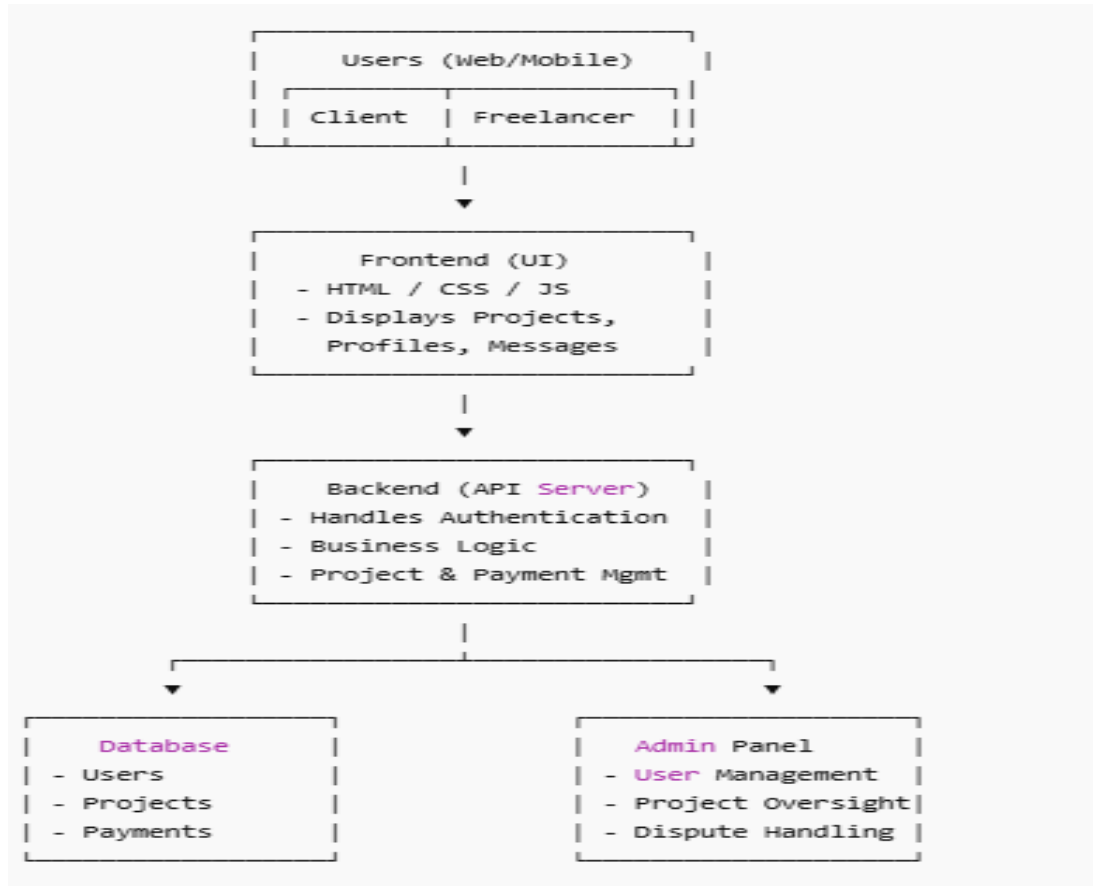 Users (Web/Mobile)
Client | Freelancer
Frontend (UI)
- HTML / CSS / JS
- Displays Projects,
Profiles, Messages
Backend (API Server)
- Handles Authentication
- Business Logic
- Project & Payment Mgmt
Database
- Users
- Projects
- Payments
Admin Panel
- User Management
- Project Oversight
- Dispute Handling